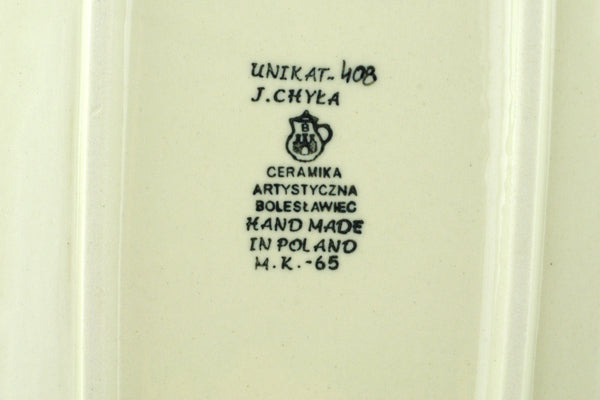 UNIKAT-408
J.CHYŁA
B
CERAMIKA
ARTYSTYCZNA
BOLESŁAWIEC
HAND MADE
IN POLAND
M.K.-65